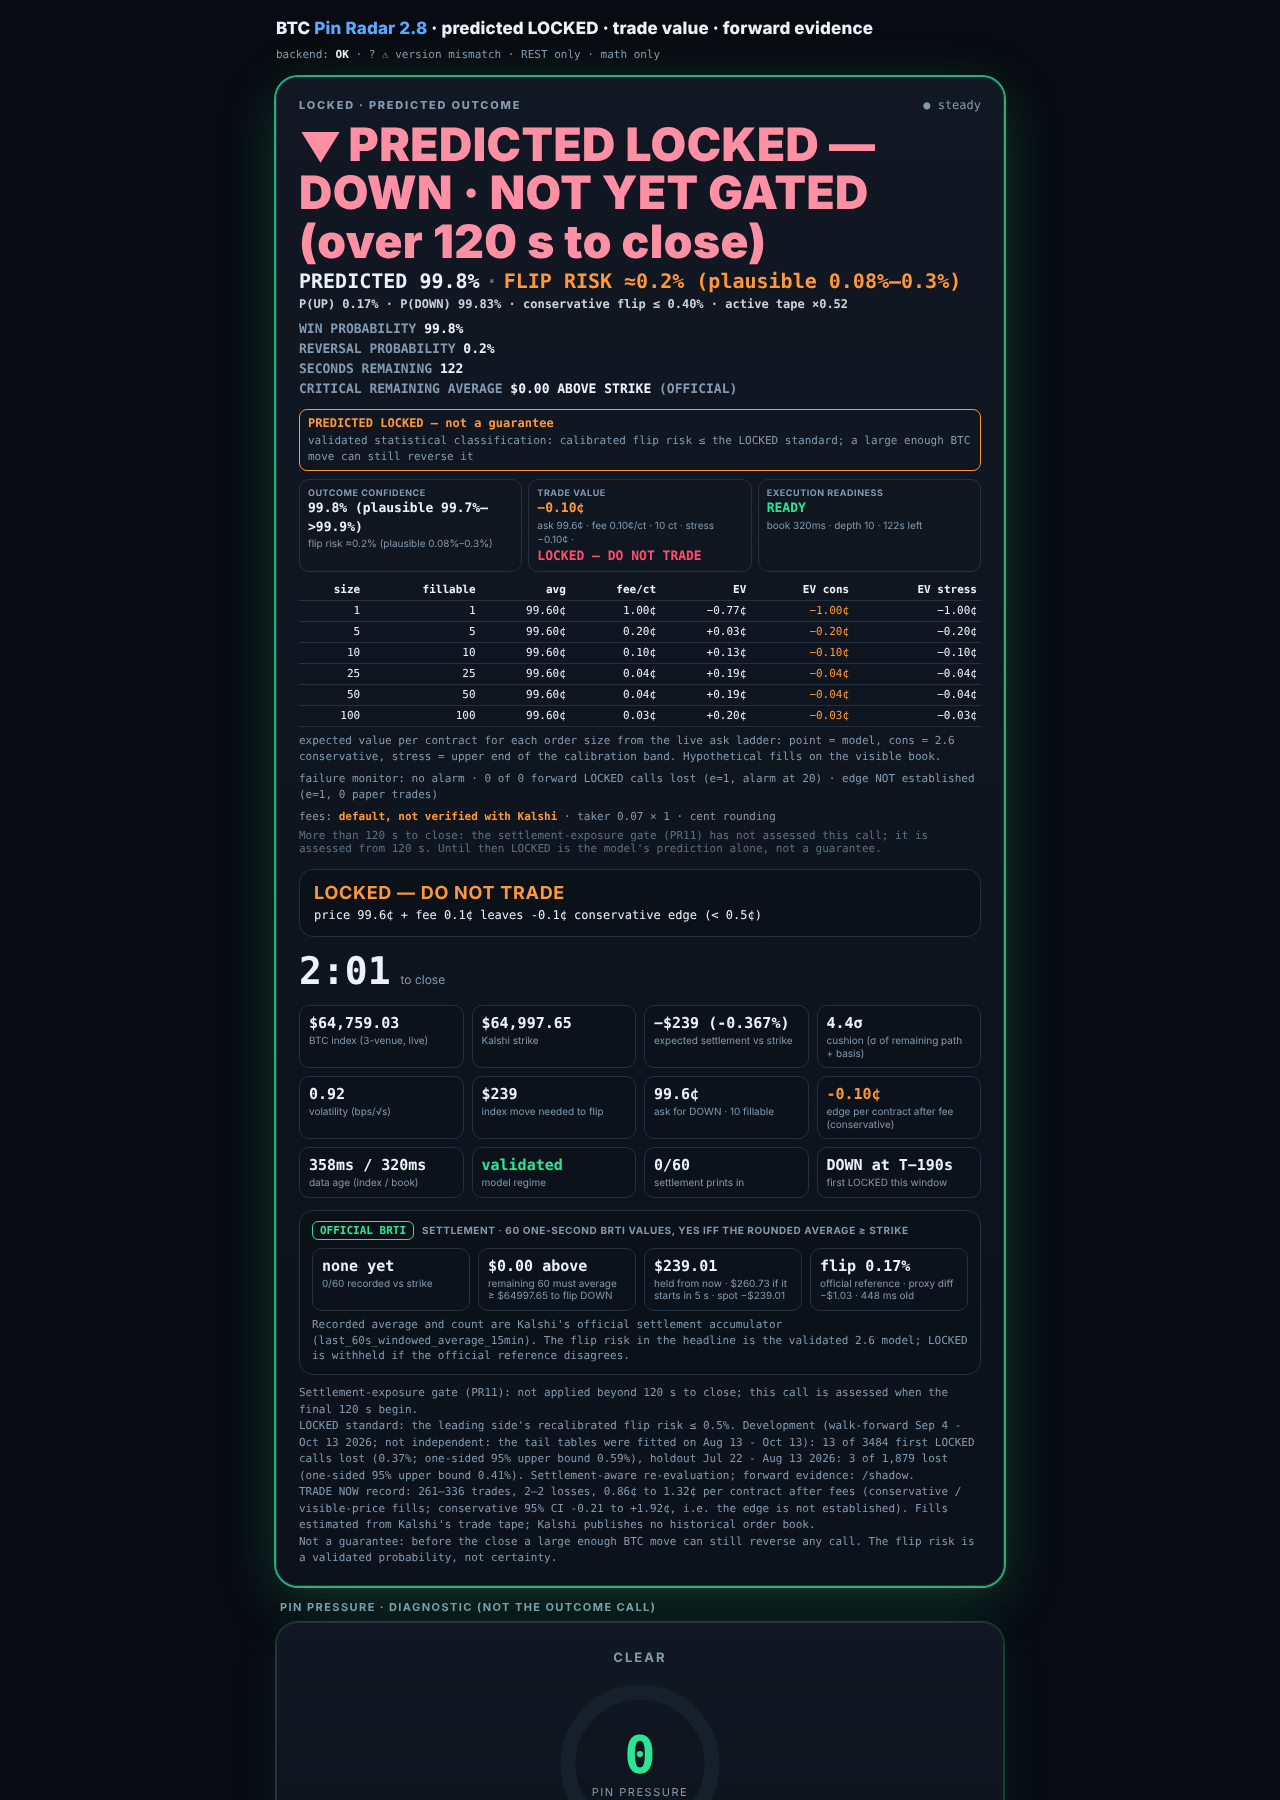 BTC Pin Radar 2.8 · predicted LOCKED · trade value · forward evidence
backend: OK · ? ⚠ version mismatch · REST only · math only
LOCKED · PREDICTED OUTCOME
● steady
▼ PREDICTED LOCKED —
DOWN · NOT YET GATED
(over 120 s to close)
PREDICTED 99.8% · FLIP RISK ≈0.2% (plausible 0.08%–0.3%)
P(UP) 0.17% · P(DOWN) 99.83% · conservative flip ≤ 0.40% · active tape ×0.52
WIN PROBABILITY 99.8%
REVERSAL PROBABILITY 0.2%
SECONDS REMAINING 122
CRITICAL REMAINING AVERAGE $0.00 ABOVE STRIKE (OFFICIAL)
PREDICTED LOCKED — not a guarantee
validated statistical classification: calibrated flip risk ≤ the LOCKED standard; a large enough BTC
move can still reverse it
OUTCOME CONFIDENCE
99.8% (plausible 99.7%–
>99.9%)
flip risk ≈0.2% (plausible 0.08%–0.3%)
TRADE VALUE
−0.10¢
ask 99.6¢ · fee 0.10¢/ct · 10 ct · stress
−0.10¢ ·
LOCKED — DO NOT TRADE
EXECUTION READINESS
READY
book 320ms · depth 10 · 122s left
size fillable avg fee/ct EV EV cons EV stress
1 1 99.60¢ 1.00¢ −0.77¢ −1.00¢ −1.00¢
5 5 99.60¢ 0.20¢ +0.03¢ −0.20¢ −0.20¢
10 10 99.60¢ 0.10¢ +0.13¢ −0.10¢ −0.10¢
25 25 99.60¢ 0.04¢ +0.19¢ −0.04¢ −0.04¢
50 50 99.60¢ 0.04¢ +0.19¢ −0.04¢ −0.04¢
100 100 99.60¢ 0.03¢ +0.20¢ −0.03¢ −0.03¢
expected value per contract for each order size from the live ask ladder: point = model, cons = 2.6
conservative, stress = upper end of the calibration band. Hypothetical fills on the visible book.
failure monitor: no alarm · 0 of 0 forward LOCKED calls lost (e=1, alarm at 20) · edge NOT established
(e=1, 0 paper trades)
fees: default, not verified with Kalshi · taker 0.07 × 1 · cent rounding
More than 120 s to close: the settlement-exposure gate (PR11) has not assessed this call; it is
assessed from 120 s. Until then LOCKED is the model's prediction alone, not a guarantee.
LOCKED — DO NOT TRADE
price 99.6¢ + fee 0.1¢ leaves -0.1¢ conservative edge (< 0.5¢)
2:01 to close
$64,759.03
BTC index (3-venue, live)
$64,997.65
Kalshi strike
−$239 (-0.367%)
expected settlement vs strike
4.4σ
cushion (σ of remaining path
+ basis)
0.92
volatility (bps/√s)
$239
index move needed to flip
99.6¢
ask for DOWN · 10 fillable
-0.10¢
edge per contract after fee
(conservative)
358ms / 320ms
data age (index / book)
validated
model regime
0/60
settlement prints in
DOWN at T−190s
first LOCKED this window
OFFICIAL BRTI SETTLEMENT · 60 ONE-SECOND BRTI VALUES, YES IFF THE ROUNDED AVERAGE ≥ STRIKE
none yet
0/60 recorded vs strike
$0.00 above
remaining 60 must average
≥ $64997.65 to flip DOWN
$239.01
held from now · $260.73 if it
starts in 5 s · spot −$239.01
flip 0.17%
official reference · proxy diff
−$1.03 · 448 ms old
Recorded average and count are Kalshi's official settlement accumulator
(last_60s_windowed_average_15min). The flip risk in the headline is the validated 2.6 model; LOCKED
is withheld if the official reference disagrees.
Settlement-exposure gate (PR11): not applied beyond 120 s to close; this call is assessed when the
final 120 s begin.
LOCKED standard: the leading side's recalibrated flip risk ≤ 0.5%. Development (walk-forward Sep 4 -
Oct 13 2026; not independent: the tail tables were fitted on Aug 13 - Oct 13): 13 of 3484 first LOCKED
calls lost (0.37%; one-sided 95% upper bound 0.59%), holdout Jul 22 - Aug 13 2026: 3 of 1,879 lost
(one-sided 95% upper bound 0.41%). Settlement-aware re-evaluation; forward evidence: /shadow.
TRADE NOW record: 261–336 trades, 2–2 losses, 0.86¢ to 1.32¢ per contract after fees (conservative /
visible-price fills; conservative 95% CI -0.21 to +1.92¢, i.e. the edge is not established). Fills
estimated from Kalshi's trade tape; Kalshi publishes no historical order book.
Not a guarantee: before the close a large enough BTC move can still reverse any call. The flip risk is
a validated probability, not certainty.
PIN PRESSURE · DIAGNOSTIC (NOT THE OUTCOME CALL)
CLEAR
0
PIN PRESSURE